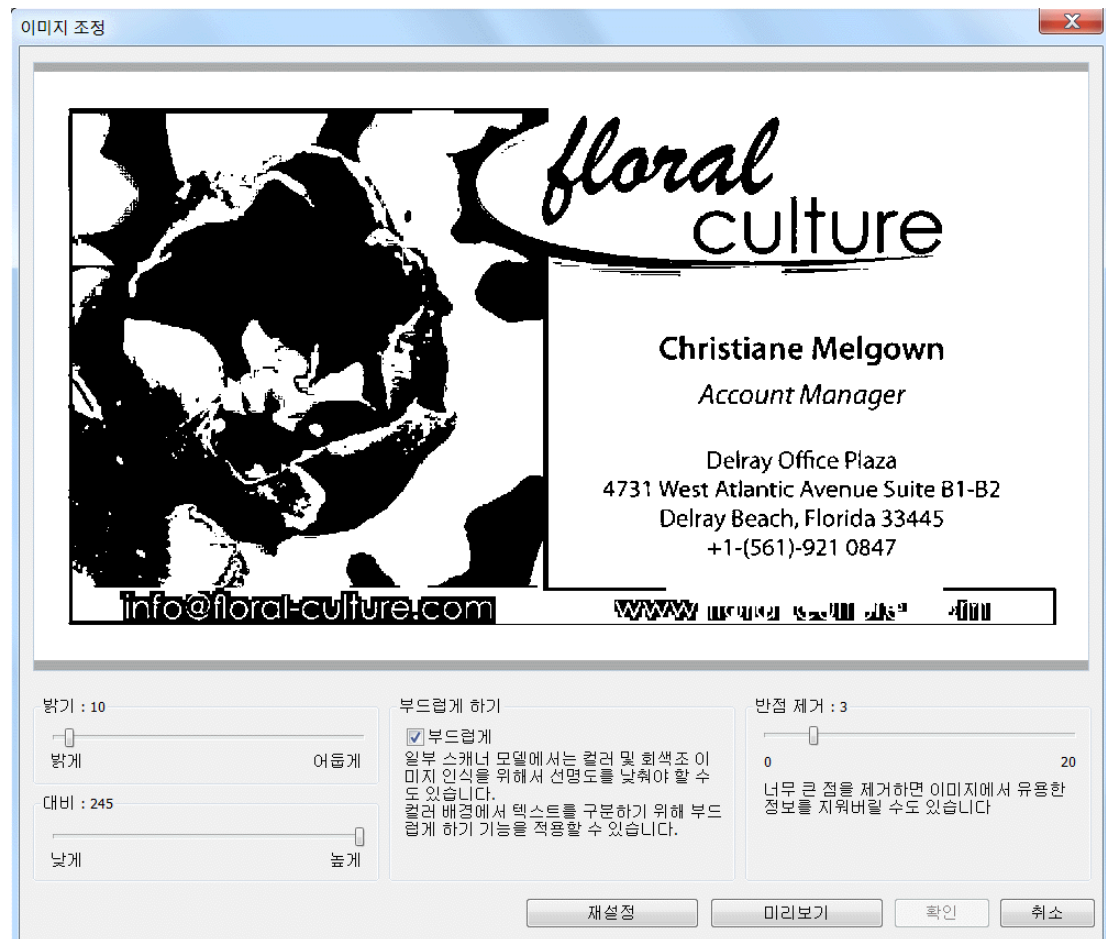 이미지 조정
floral
culture
Christiane Melgown
Account Manager
Delray Office Plaza
4731 West Atlantic Avenue Suite B1-B2
Delray Beach, Florida 33445
+1-(561)-921 0847
info@floral-culture.com
www
밝기 : 10
밝게 어둡게
대비 : 245
낮게 높게
부드럽게 하기
부드럽게
일부 스캐너 모델에서는 컬러 및 회색조 이
미지 인식을 위해서 선명도를 낮춰야 할 수
도 있습니다.
컬러 배경에서 텍스트를 구분하기 위해 부드
럽게 하기 기능을 적용할 수 있습니다.
반점 제거 : 3
0 20
너무 큰 점을 제거하면 이미지에서 유용한
정보를 지워버릴 수도 있습니다
재설정 미리보기 확인 취소